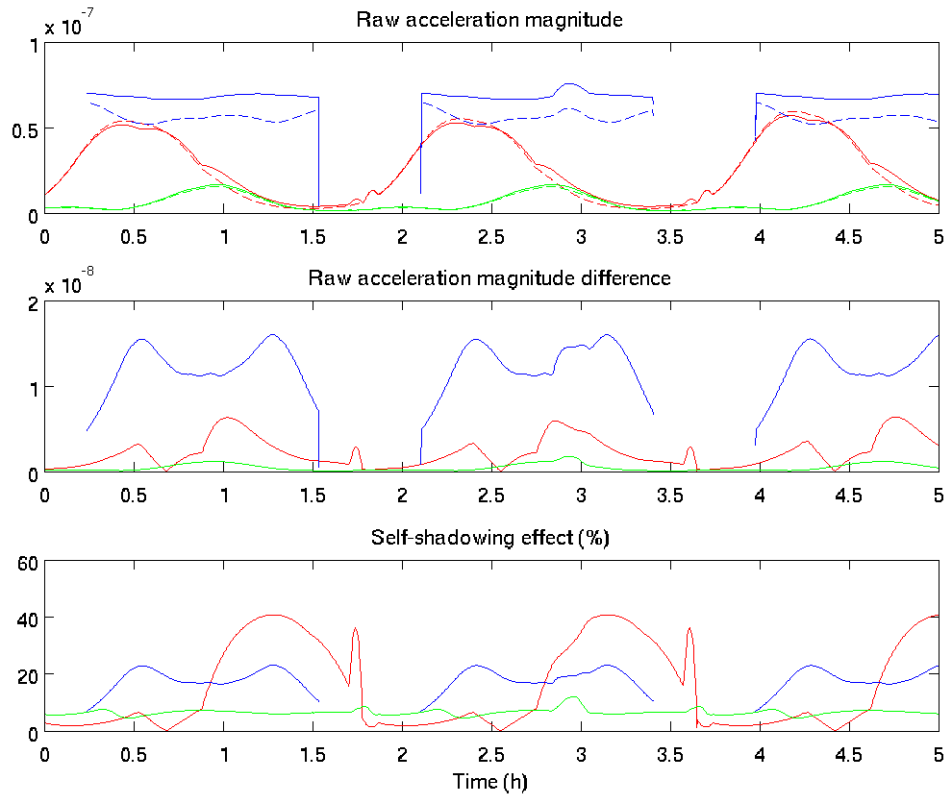 Raw acceleration magnitude
x 10⁻⁷
1
0.5
0
0 0.5 1 1.5 2 2.5 3 3.5 4 4.5 5
Raw acceleration magnitude difference
x 10⁻⁸
2
1
0
0 0.5 1 1.5 2 2.5 3 3.5 4 4.5 5
Self-shadowing effect (%)
60
40
20
0
0 0.5 1 1.5 2 2.5 3 3.5 4 4.5 5
Time (h)